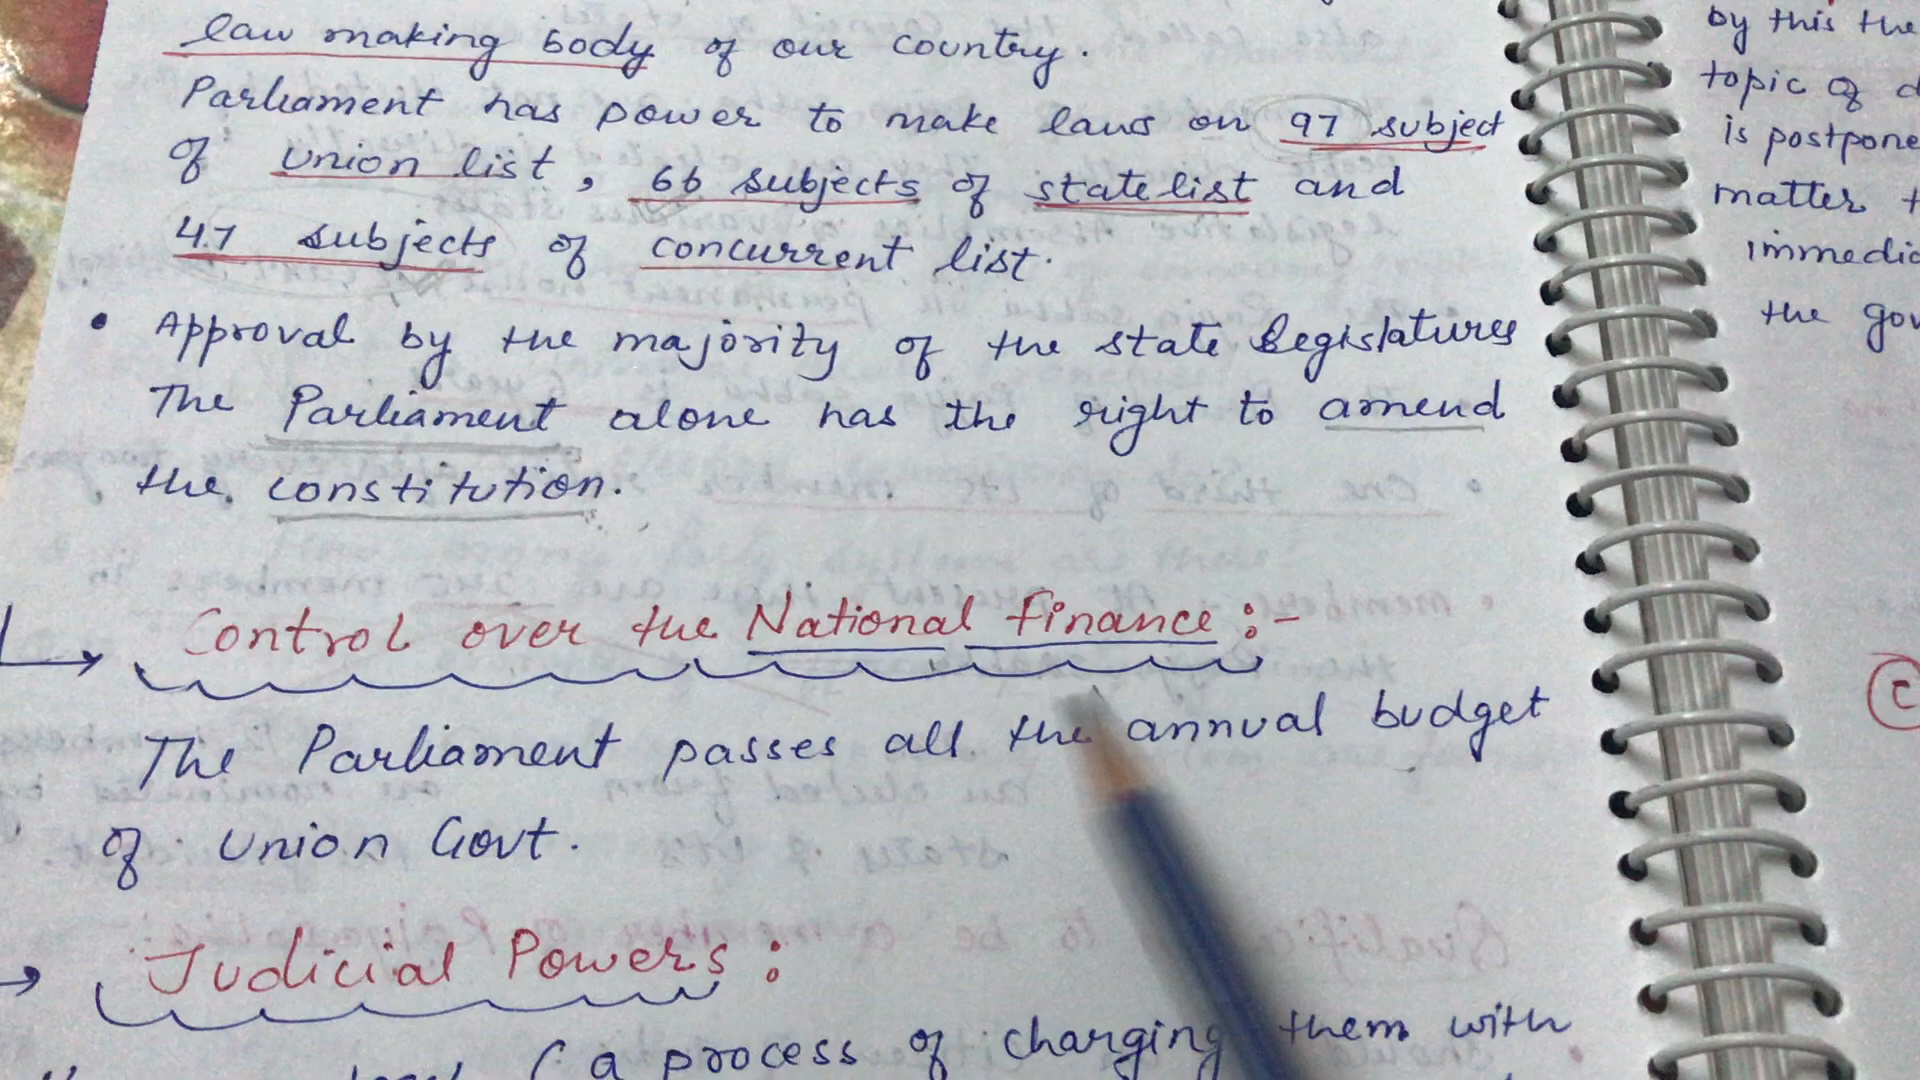 law making body of our country.
Parliament has power to make laws on 97 subject
of union list, 66 subjects of state list and
47 subjects of concurrent list.
• Approval by the majority of the state Legislatures
The Parliament alone has the right to amend
the constitution.
Control over the National Finance :-
The Parliament passes all the annual budget
of Union Govt.
Judicial Powers :
(a process of charging them with
by this the
topic of
is postpone
matter
immedia
the gov
C